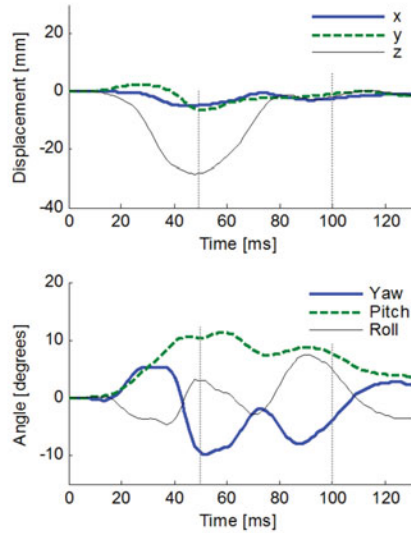 20
0
-20
-40
Displacement [mm]
x
y
z
0 20 40 60 80 100 120
Time [ms]
20
10
0
-10
Angle [degrees]
Yaw
Pitch
Roll
0 20 40 60 80 100 120
Time [ms]